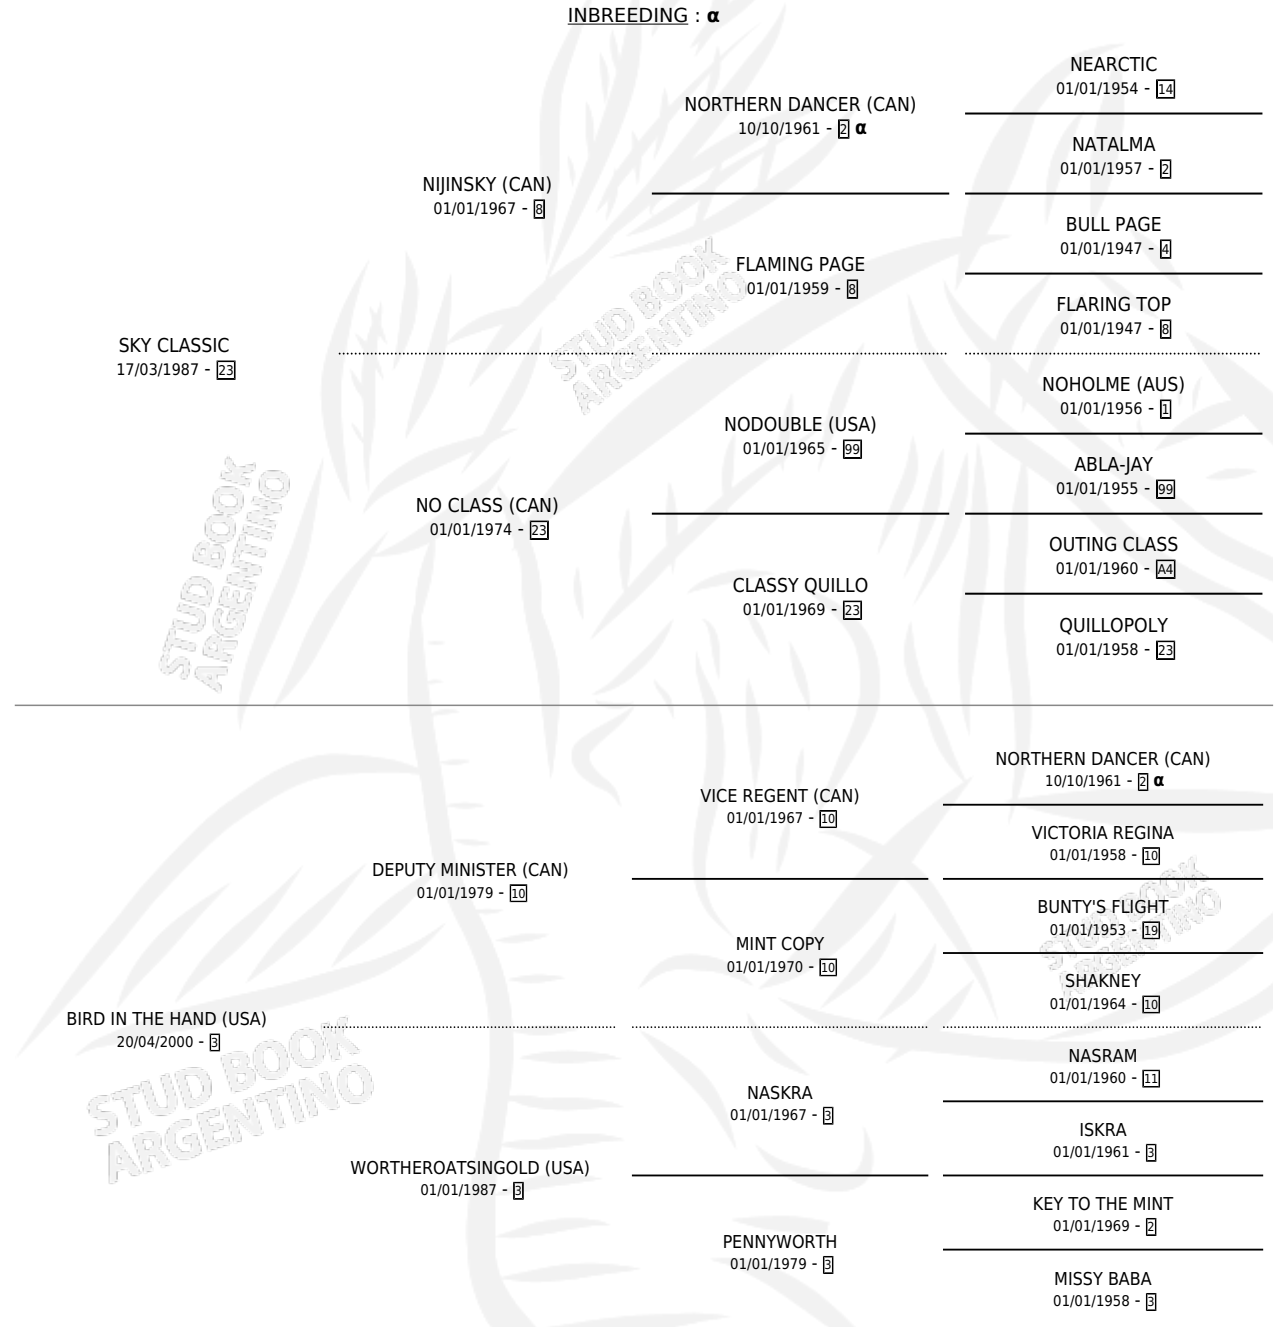 INBREEDING : α
NEARCTIC
01/01/1954 - 14
NORTHERN DANCER (CAN)
10/10/1961 - 2 α
NATALMA
01/01/1957 - 2
NIJINSKY (CAN)
01/01/1967 - 8
BULL PAGE
01/01/1947 - 4
FLAMING PAGE
01/01/1959 - 8
FLARING TOP
01/01/1947 - 8
SKY CLASSIC
17/03/1987 - 23
NOHOLME (AUS)
01/01/1956 - 1
NODOUBLE (USA)
01/01/1965 - 99
ABLA-JAY
01/01/1955 - 99
NO CLASS (CAN)
01/01/1974 - 23
OUTING CLASS
01/01/1960 - A4
CLASSY QUILLO
01/01/1969 - 23
QUILLOPOLY
01/01/1958 - 23
NORTHERN DANCER (CAN)
10/10/1961 - 2 α
VICE REGENT (CAN)
01/01/1967 - 10
VICTORIA REGINA
01/01/1958 - 10
DEPUTY MINISTER (CAN)
01/01/1979 - 10
BUNTY'S FLIGHT
01/01/1953 - 19
MINT COPY
01/01/1970 - 10
SHAKNEY
01/01/1964 - 10
BIRD IN THE HAND (USA)
20/04/2000 - 3
NASRAM
01/01/1960 - 11
NASKRA
01/01/1967 - 3
ISKRA
01/01/1961 - 3
WORTHEROATSINGOLD (USA)
01/01/1987 - 3
KEY TO THE MINT
01/01/1969 - 2
PENNYWORTH
01/01/1979 - 3
MISSY BABA
01/01/1958 - 3
STUD BOOK
ARGENTINO
STUD BOOK
ARGENTINO
STUD BOOK
ARGENTINO
STUD BOOK
ARGENTINO